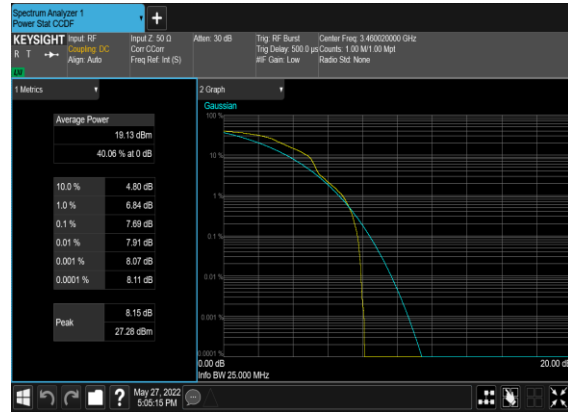 Spectrum Analyzer 1
Power Stat CCDF
KEYSIGHT
R T
LW
Input: RF
Coupling: DC
Align: Auto
Input Z: 50 Ω
Corr CCorr
Freq Ref: Int (S)
Atten: 30 dB
Trig: RF Burst
Trig Delay: 500.0 µs
#IF Gain: Low
Center Freq: 3.460020000 GHz
Counts: 1.00 M/1.00 Mpt
Radio Std: None
1 Metrics
Average Power
19.13 dBm
40.06 % at 0 dB
10.0 % 4.80 dB
1.0 % 6.84 dB
0.1 % 7.69 dB
0.01 % 7.91 dB
0.001 % 8.07 dB
0.0001 % 8.11 dB
Peak
8.15 dB
27.28 dBm
2 Graph
Gaussian
100 %
10 %
1 %
0.1 %
0.01 %
0.001 %
0.0001 %
0.00 dB
20.00 dB
Info BW 25.000 MHz
?
May 27, 2022
5:05:15 PM